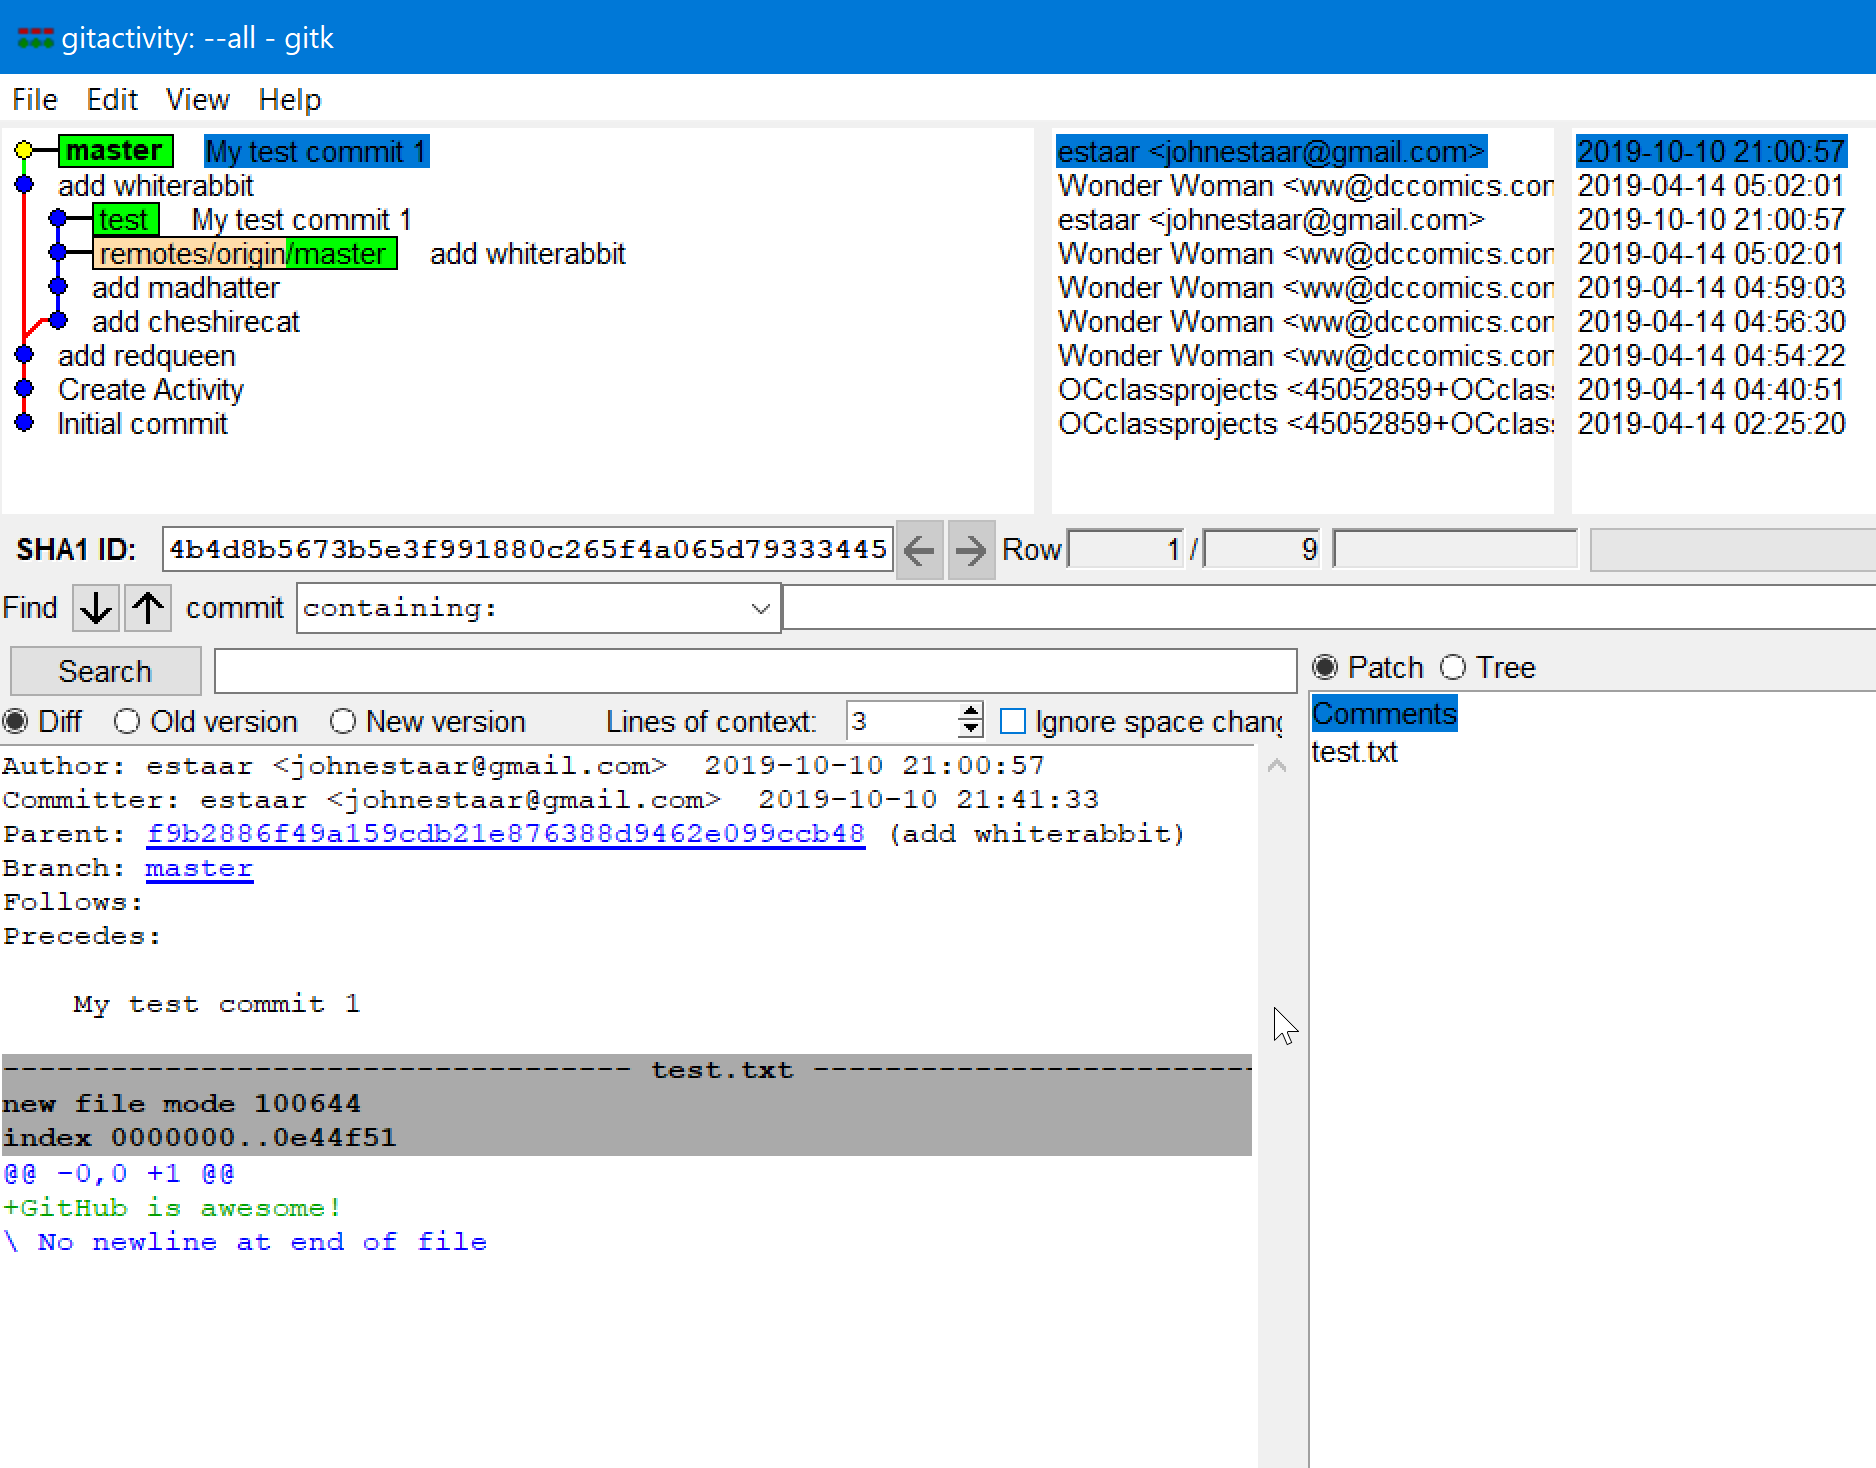 gitactivity: --all - gitk
File Edit View Help
master My test commit 1 estaar <johnestaar@gmail.com> 2019-10-10 21:00:57
add whiterabbit Wonder Woman <ww@dccomics.con 2019-04-14 05:02:01
test My test commit 1 estaar <johnestaar@gmail.com> 2019-10-10 21:00:57
remotes/origin/master add whiterabbit Wonder Woman <ww@dccomics.con 2019-04-14 05:02:01
add madhatter Wonder Woman <ww@dccomics.con 2019-04-14 04:59:03
add cheshirecat Wonder Woman <ww@dccomics.con 2019-04-14 04:56:30
add redqueen Wonder Woman <ww@dccomics.con 2019-04-14 04:54:22
Create Activity OCclassprojects <45052859+OCclass 2019-04-14 04:40:51
Initial commit OCclassprojects <45052859+OCclass 2019-04-14 02:25:20
SHA1 ID: 4b4d8b5673b5e3f991880c265f4a065d79333445 Row 1 / 9
Find commit containing:
Search Patch Tree
Diff Old version New version Lines of context: 3 Ignore space chang
Comments
test.txt
Author: estaar <johnestaar@gmail.com> 2019-10-10 21:00:57
Committer: estaar <johnestaar@gmail.com> 2019-10-10 21:41:33
Parent: f9b2886f49a159cdb21e876388d9462e099ccb48 (add whiterabbit)
Branch: master
Follows:
Precedes:
My test commit 1
----------------------------------- test.txt -------------------------
new file mode 100644
index 0000000..0e44f51
@@ -0,0 +1 @@
+GitHub is awesome!
\ No newline at end of file